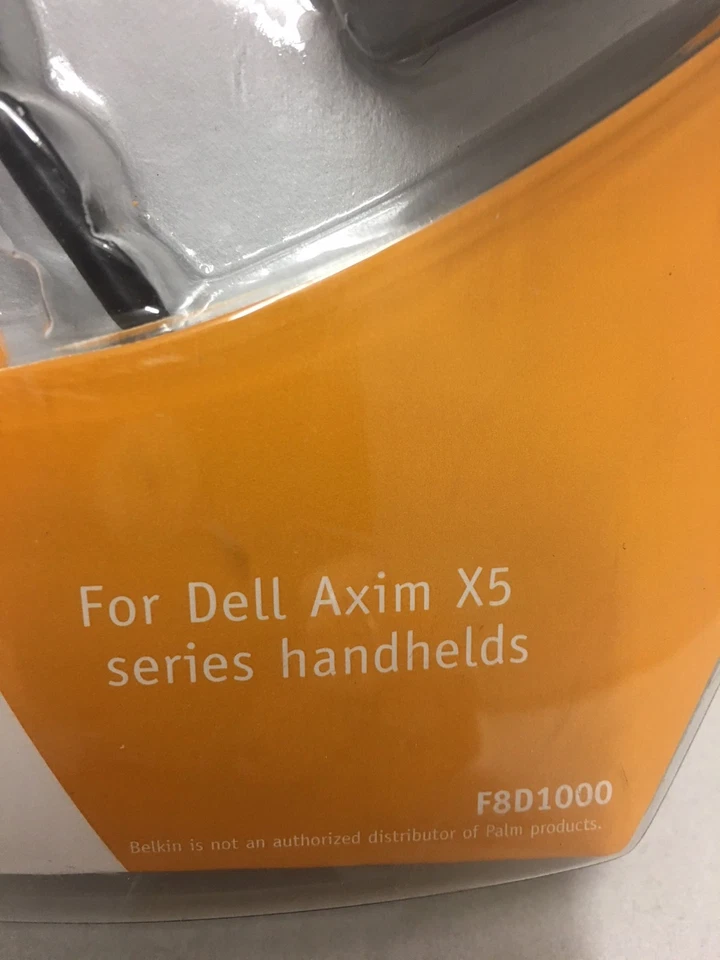 For Dell Axim X5
series handhelds
F8D1000
Belkin is not an authorized distributor of Palm products.